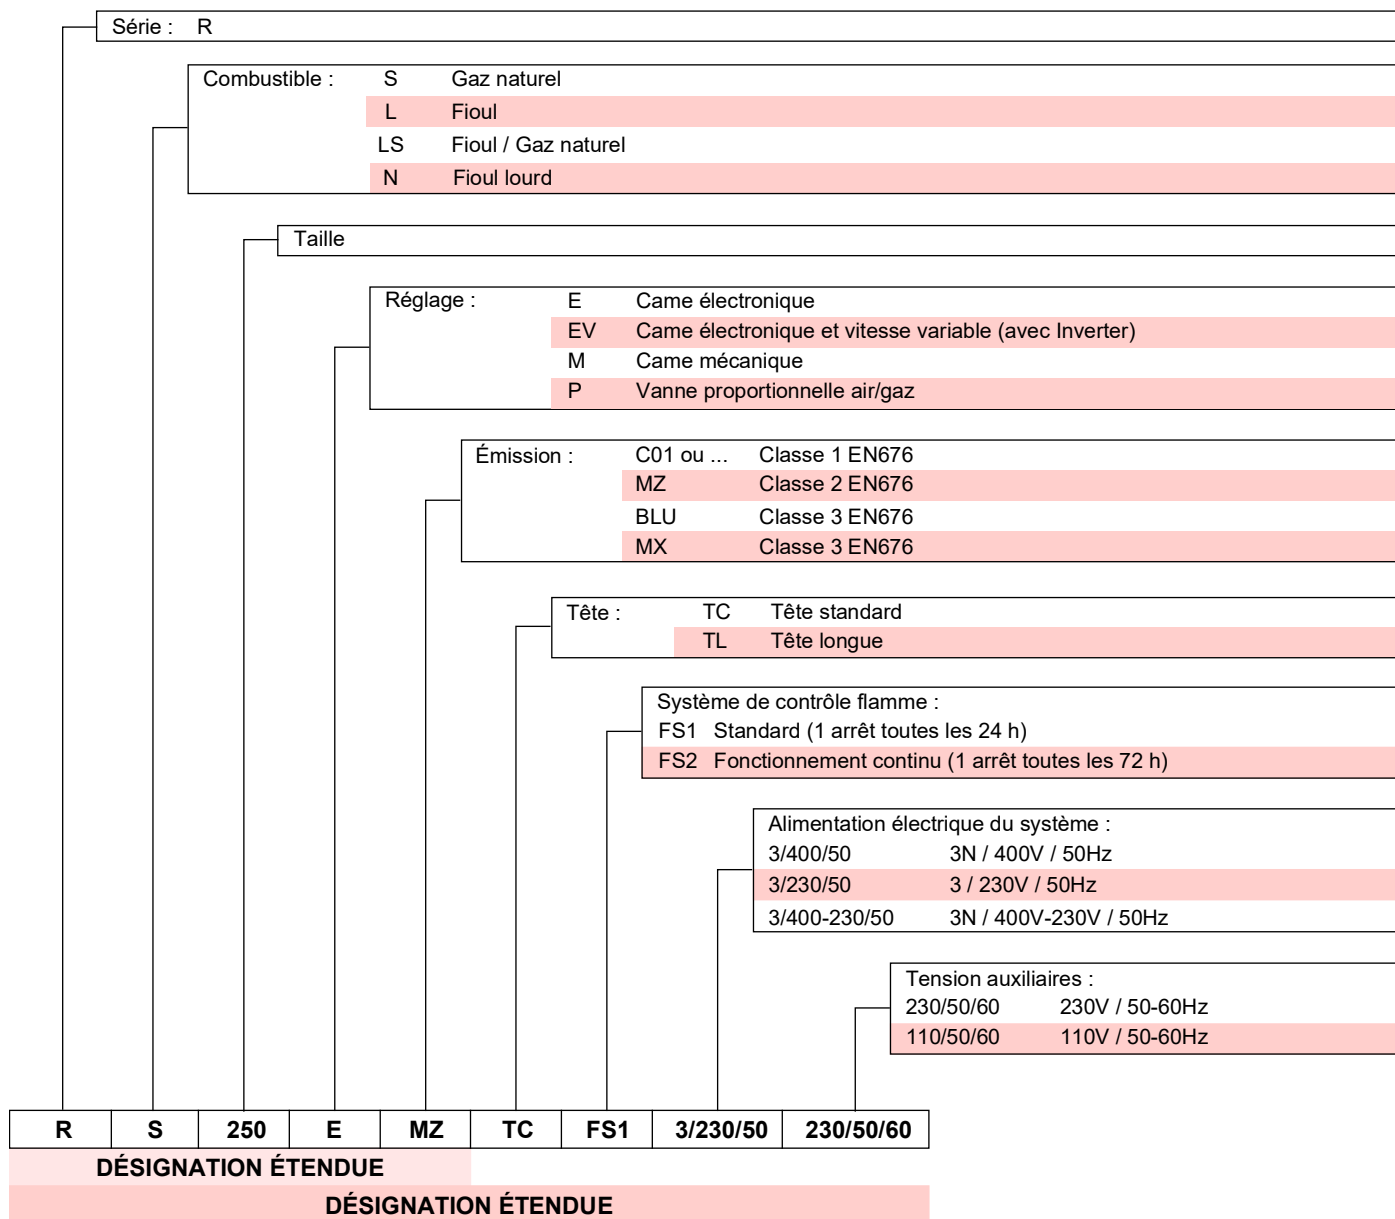 Série : R
Combustible : S Gaz naturel
L Fioul
LS Fioul / Gaz naturel
N Fioul lourd
Taille
Réglage : E Came électronique
EV Came électronique et vitesse variable (avec Inverter)
M Came mécanique
P Vanne proportionnelle air/gaz
Émission : C01 ou ... Classe 1 EN676
MZ Classe 2 EN676
BLU Classe 3 EN676
MX Classe 3 EN676
Tête : TC Tête standard
TL Tête longue
Système de contrôle flamme :
FS1 Standard (1 arrêt toutes les 24 h)
FS2 Fonctionnement continu (1 arrêt toutes les 72 h)
Alimentation électrique du système :
3/400/50 3N / 400V / 50Hz
3/230/50 3 / 230V / 50Hz
3/400-230/50 3N / 400V-230V / 50Hz
Tension auxiliaires :
230/50/60 230V / 50-60Hz
110/50/60 110V / 50-60Hz
R S 250 E MZ TC FS1 3/230/50 230/50/60
DÉSIGNATION ÉTENDUE
DÉSIGNATION ÉTENDUE